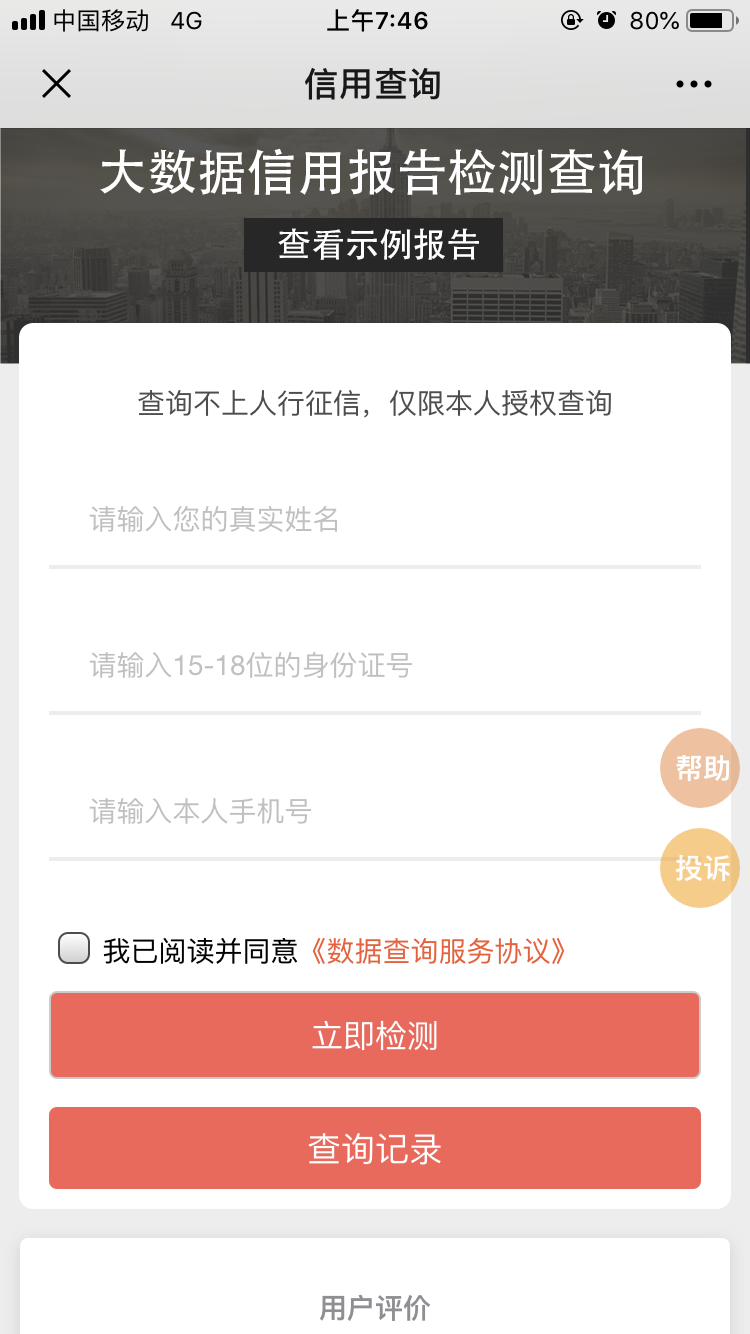 中国移动 4G 上午7:46 80%
信用查询
大数据信用报告检测查询
查看示例报告
查询不上人行征信，仅限本人授权查询
请输入您的真实姓名
请输入15-18位的身份证号
帮助
请输入本人手机号
投诉
我已阅读并同意《数据查询服务协议》
立即检测
查询记录
用户评价